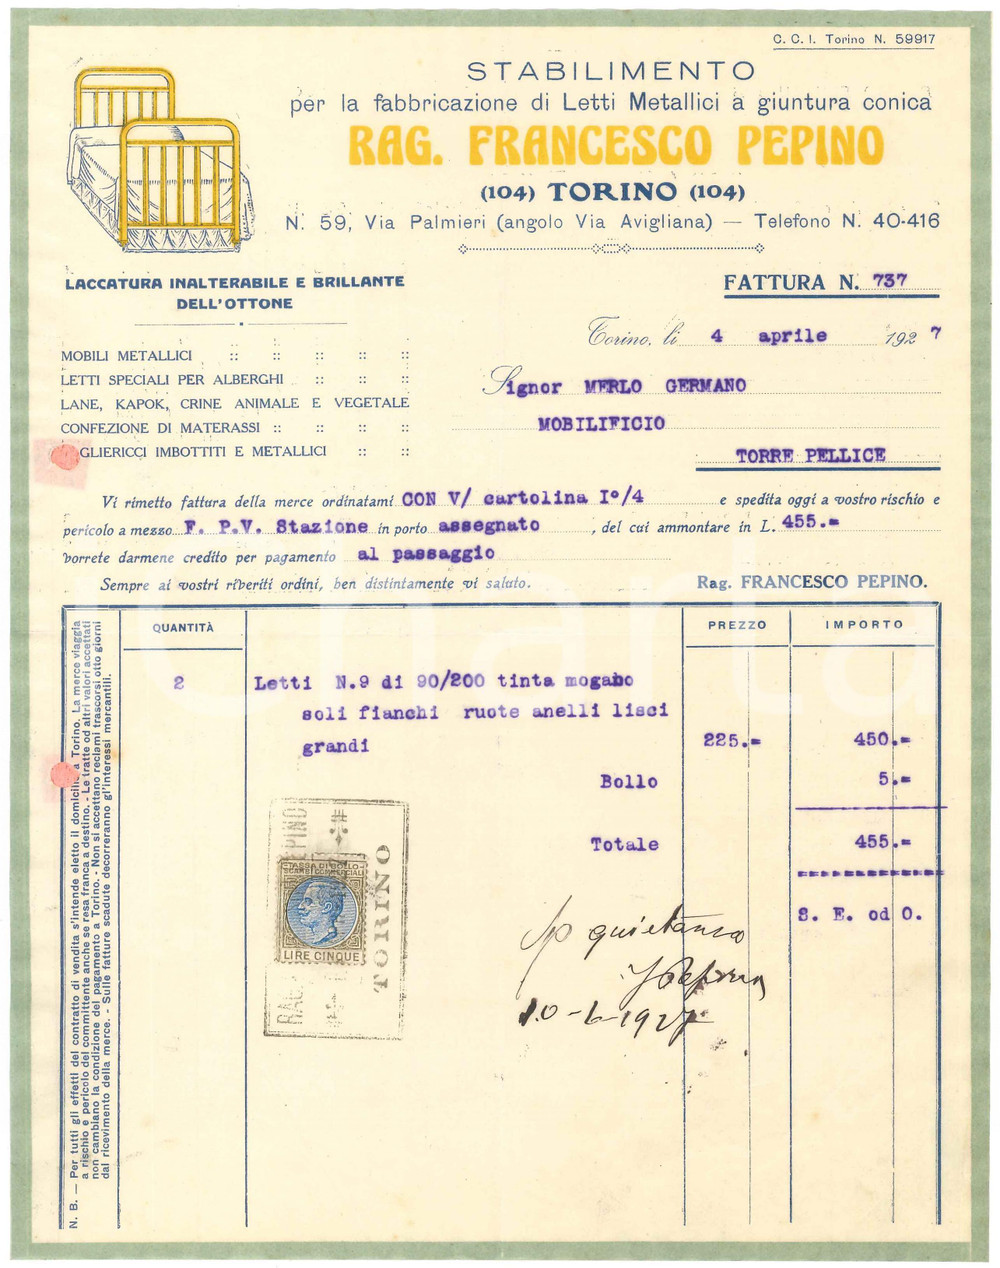 C. C. I. Torino N. 59917
STABILIMENTO
per la fabbricazione di Letti Metallici a giuntura conica
RAG. FRANCESCO PEPINO
(104) TORINO (104)
N. 59, Via Palmieri (angolo Via Avigliana) — Telefono N. 40-416
LACCATURA INALTERABILE E BRILLANTE
DELL'OTTONE
MOBILI METALLICI
LETTI SPECIALI PER ALBERGHI
LANE, KAPOK, CRINE ANIMALE E VEGETALE
CONFEZIONE DI MATERASSI
GLIERICCI IMBOTTITI E METALLICI
FATTURA N. 737
Torino, li 4 aprile 1927
Signor MERLO GERMANO
MOBILIFICIO
TORRE PELLICE
Vi rimetto fattura della merce ordinatami CON V/ cartolina I°/4 e spedita oggi a vostro rischio e
pericolo a mezzo F. P.V. Stazione in porto assegnato, del cui ammontare in L. 455.=
vorrete darmene credito per pagamento al passaggio
Sempre ai vostri riveriti ordini, ben distintamente vi saluto.
Rag. FRANCESCO PEPINO.
QUANTITÀ PREZZO IMPORTO
2 Letti N.9 di 90/200 tinta mogano
soli fianchi ruote anelli lisci
grandi 225.= 450.=
Bollo 5.=
Totale 455.=
S. E. od O.
N. B. — Per tutti gli effetti del contratto di vendita s'intende eletto il domicilio a Torino. La merce viaggia
a rischio e pericolo del committente anche se resa franca a destino. - Le tratte od altri valori accettati
non cambiano la condizione del pagamento a Torino. - Non si accettano reclami trascorsi otto giorni
dal ricevimento della merce. - Sulle fatture scadute decorreranno gl'interessi mercantili.
TASSA DI BOLLO
SCAMBI COMMERCIALI
LIRE CINQUE
RAG. PEPINO
TORINO
p quietanza
10-6-1927